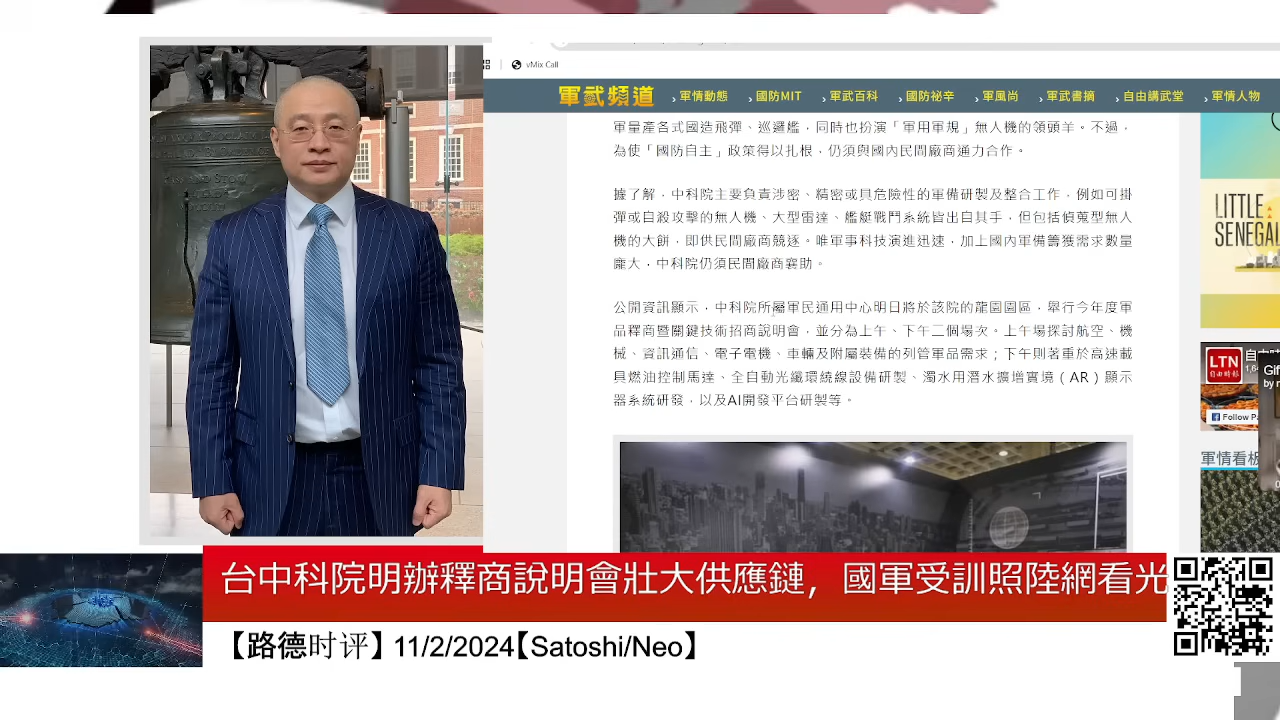 vMix Call
軍武頻道
軍情動態
國防MIT
軍武百科
國防祕辛
軍風尚
軍武書摘
自由講武堂
軍情人物
軍量產各式國造飛彈、巡邏艦，同時也扮演「軍用軍規」無人機的領頭羊。不過，
為使「國防自主」政策得以扎根，仍須與國內民間廠商通力合作。
據了解，中科院主要負責涉密、精密或具危險性的軍備研製及整合工作，例如可掛
彈或自殺攻擊的無人機、大型雷達、艦艇戰鬥系統皆出自其手，但包括偵蒐型無人
機的大餅，即供民間廠商競逐。唯軍事科技演進迅速，加上國內軍備籌獲需求數量
龐大，中科院仍須民間廠商襄助。
公開資訊顯示，中科院所屬軍民通用中心明日將於該院的龍園園區，舉行今年度軍
品釋商暨關鍵技術招商說明會，並分為上午、下午二個場次。上午場探討航空、機
械、資訊通信、電子電機、車輛及附屬裝備的列管軍品需求；下午則著重於高速載
具燃油控制馬達、全自動光纖環繞線設備研製、濁水用潛水擴增實境（AR）顯示
器系統研發，以及AI開發平台研製等。
LITTLE
SENEGAL
LTN
自由時報
自由時
Follow Pa
Gif
軍情看板
台中科院明辦釋商說明會壯大供應鏈，國軍受訓照陸網看光
【路德时评】11/2/2024【Satoshi/Neo】